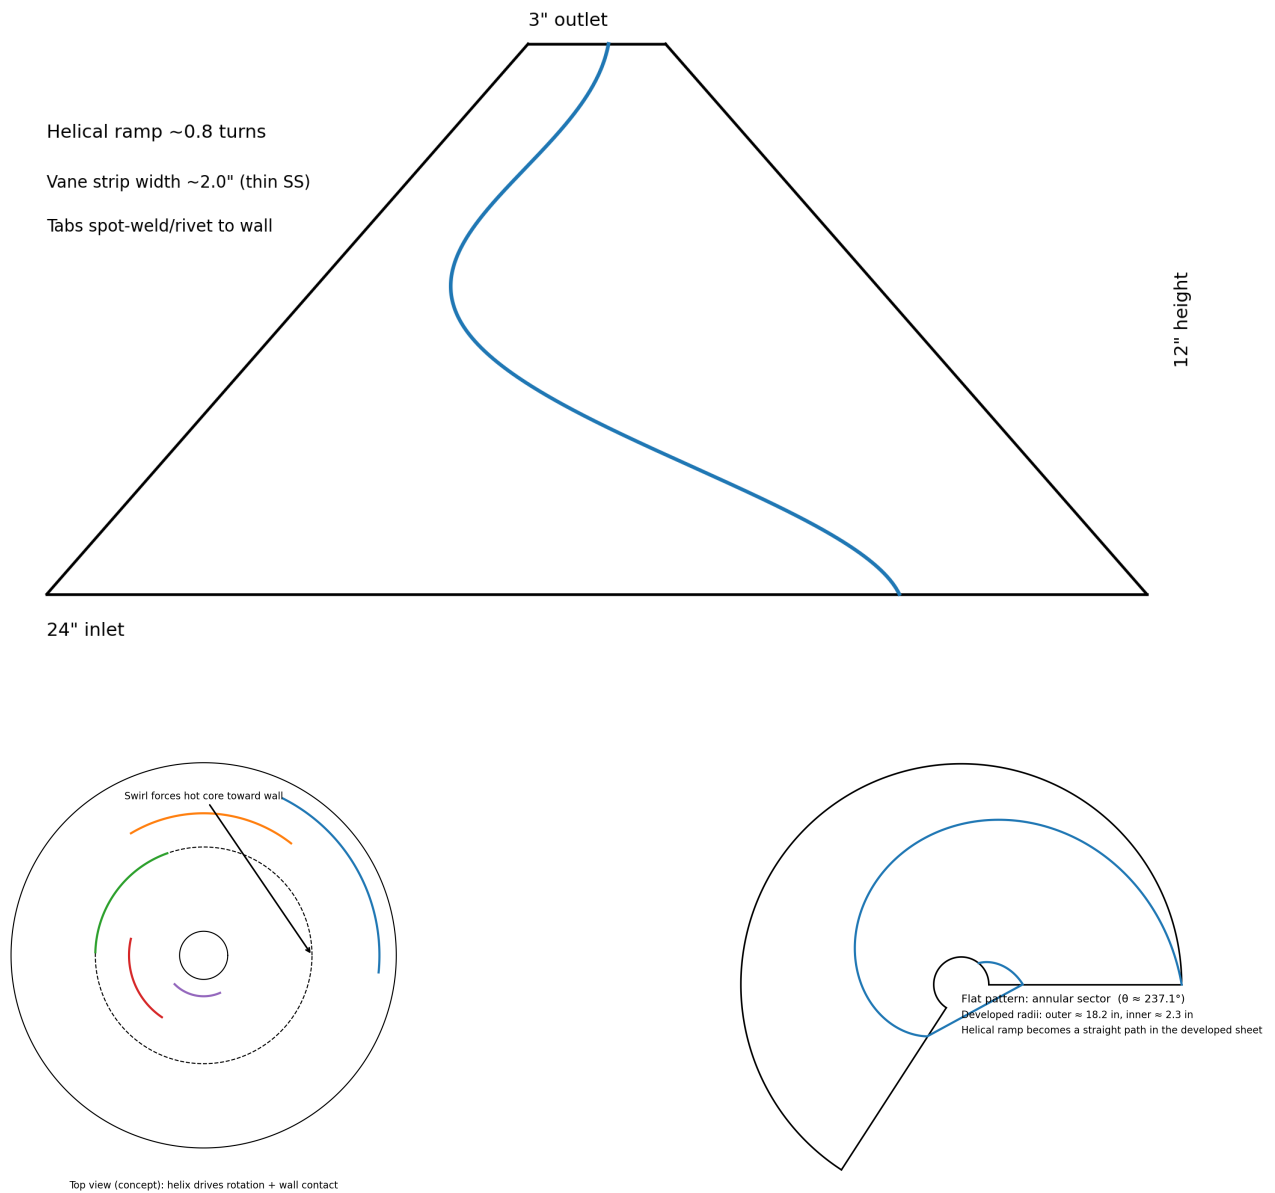 3" outlet
Helical ramp ~0.8 turns
Vane strip width ~2.0" (thin SS)
Tabs spot-weld/rivet to wall
12" height
24" inlet
Swirl forces hot core toward wall
Flat pattern: annular sector  (θ ≈ 237.1°)
Developed radii: outer ≈ 18.2 in, inner ≈ 2.3 in
Helical ramp becomes a straight path in the developed sheet
Top view (concept): helix drives rotation + wall contact